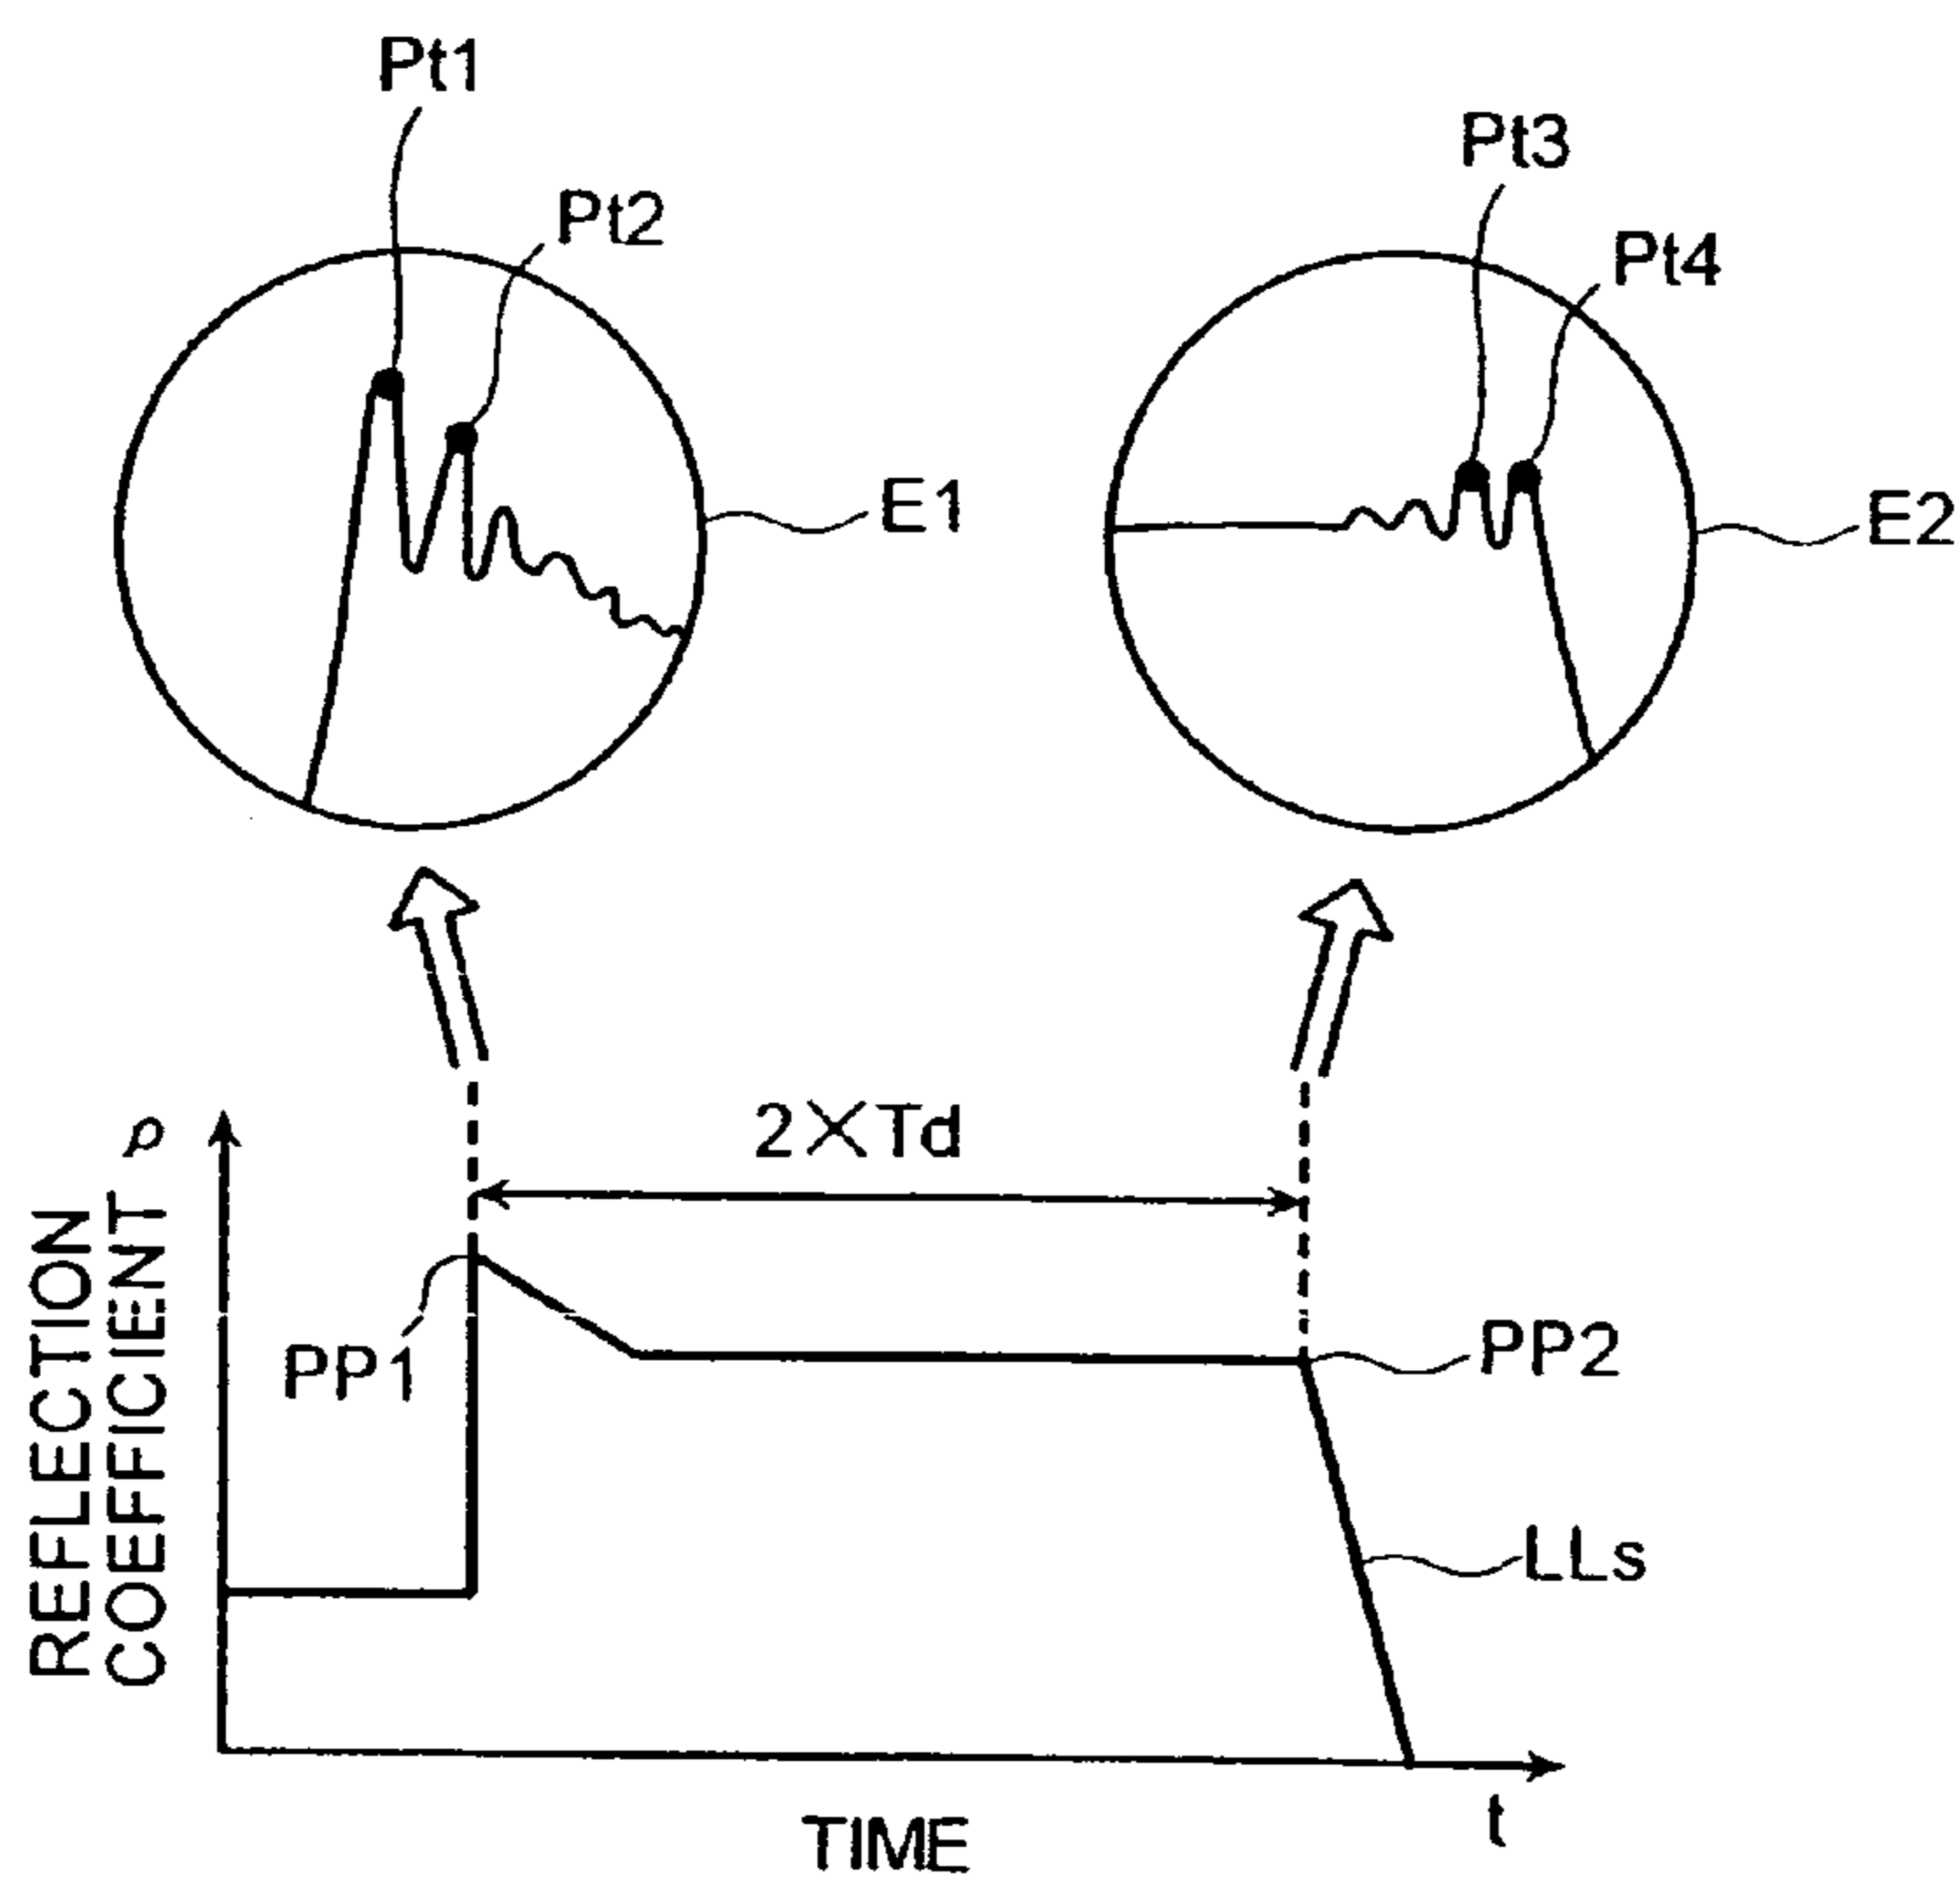 Pt1
Pt2
Pt3
Pt4
E1
E2
2×Td
ρ
REFLECTION
COEFFICIENT
PP1
PP2
LLs
t
TIME